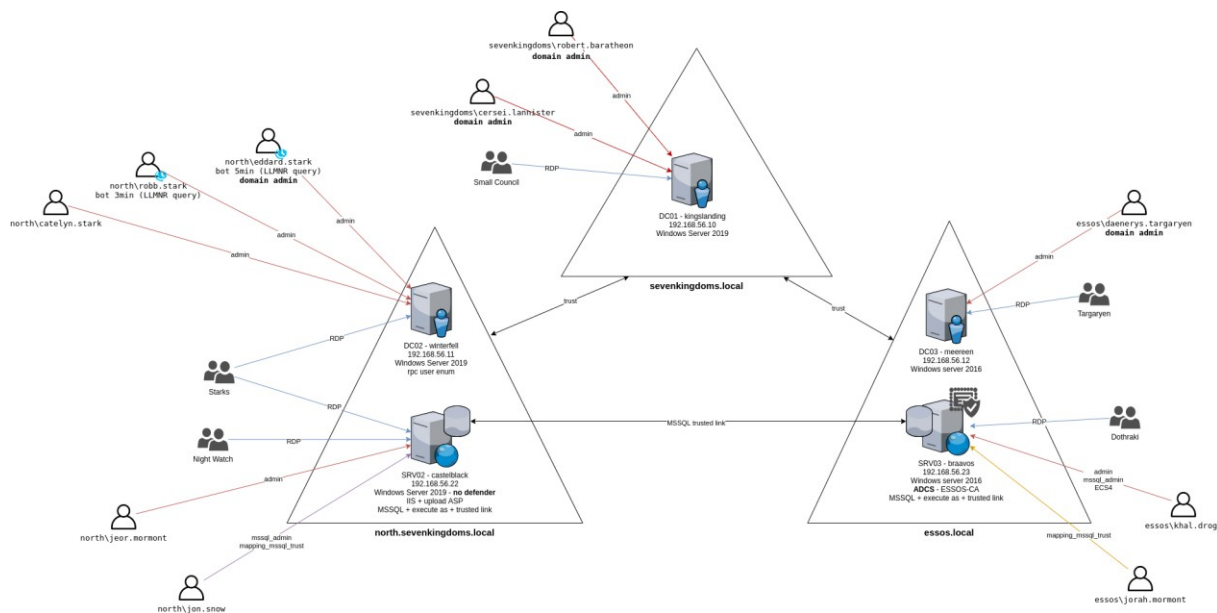 sevenkingdoms\robert.baratheon
domain admin
admin
sevenkingdoms\cersei.lannister
domain admin
admin
Small Council
RDP
DC01 - kingslanding
192.168.56.10
Windows Server 2019
sevenkingdoms.local
trust
trust
north\eddard.stark
bot 5min (LLMNR query)
domain admin
admin
north\robb.stark
bot 3min (LLMNR query)
admin
north\catelyn.stark
admin
DC02 - winterfell
192.168.56.11
Windows Server 2019
rpc user enum
Starks
RDP
RDP
Night Watch
RDP
SRV02 - castelblack
192.168.56.22
Windows Server 2019 - no defender
IIS + upload ASP
MSSQL + execute as + trusted link
north.sevenkingdoms.local
admin
north\jeor.mormont
mssql_admin
mapping_mssql_trust
north\jon.snow
MSSQL trusted link
essos\daenerys.targaryen
domain admin
admin
RDP
Targaryen
DC03 - meereen
192.168.56.12
Windows server 2016
RDP
Dothraki
SRV03 - braavos
192.168.56.23
Windows server 2016
ADCS - ESSOS-CA
MSSQL + execute as + trusted link
essos.local
admin
mssql_admin
ECS4
essos\khal.drog
mapping_mssql_trust
essos\jorah.mormont